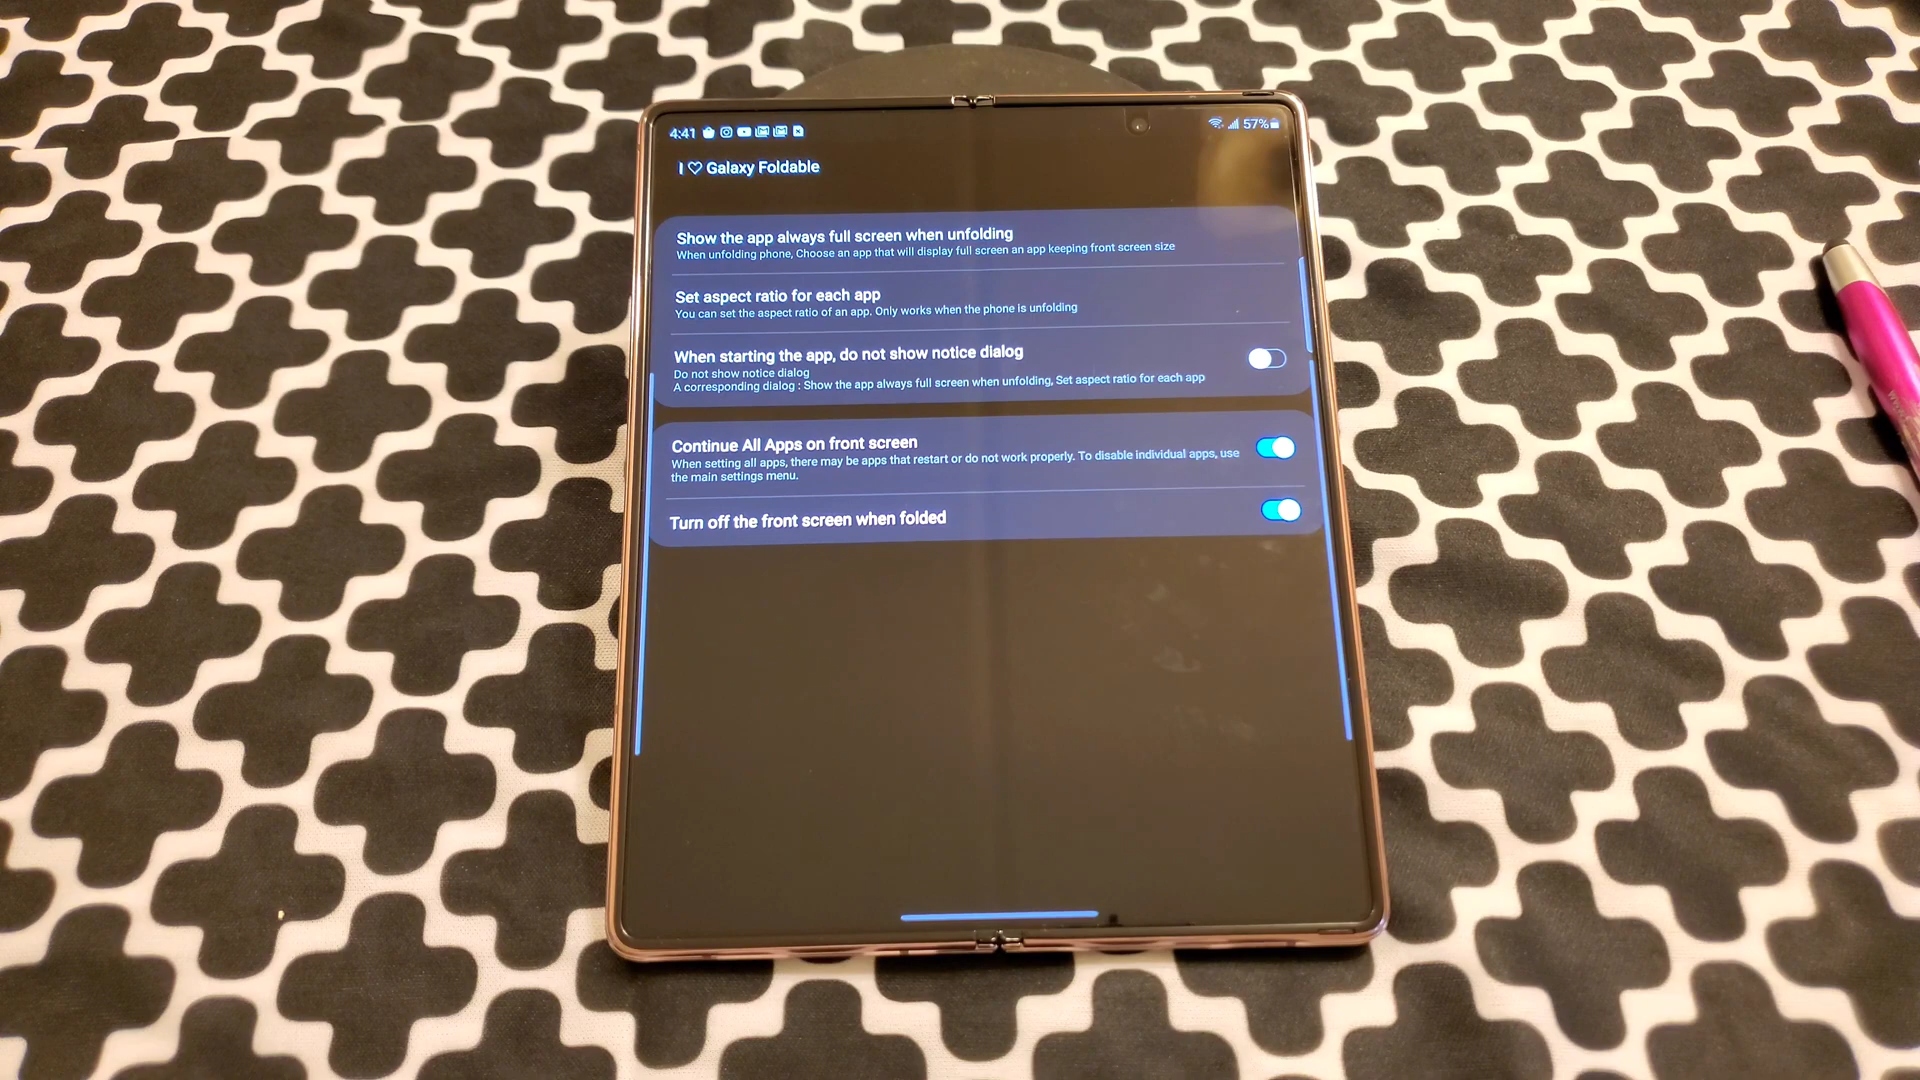 4:41
57%
I ♡ Galaxy Foldable
Show the app always full screen when unfolding
When unfolding phone, Choose an app that will display full screen an app keeping front screen size
Set aspect ratio for each app
You can set the aspect ratio of an app. Only works when the phone is unfolding
When starting the app, do not show notice dialog
Do not show notice dialog
A corresponding dialog : Show the app always full screen when unfolding, Set aspect ratio for each app
Continue All Apps on front screen
When setting all apps, there may be apps that restart or do not work properly. To disable individual apps, use
the main settings menu.
Turn off the front screen when folded